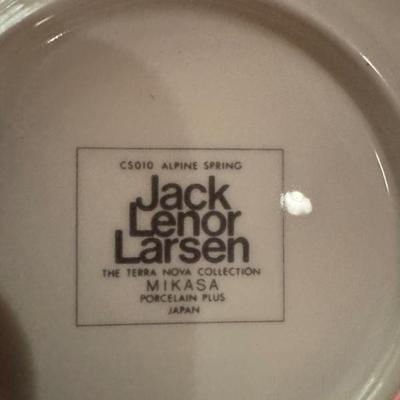 CS010 ALPINE SPRING
Jack
Lenor
Larsen
THE TERRA NOVA COLLECTION
MIKASA
PORCELAIN PLUS
JAPAN